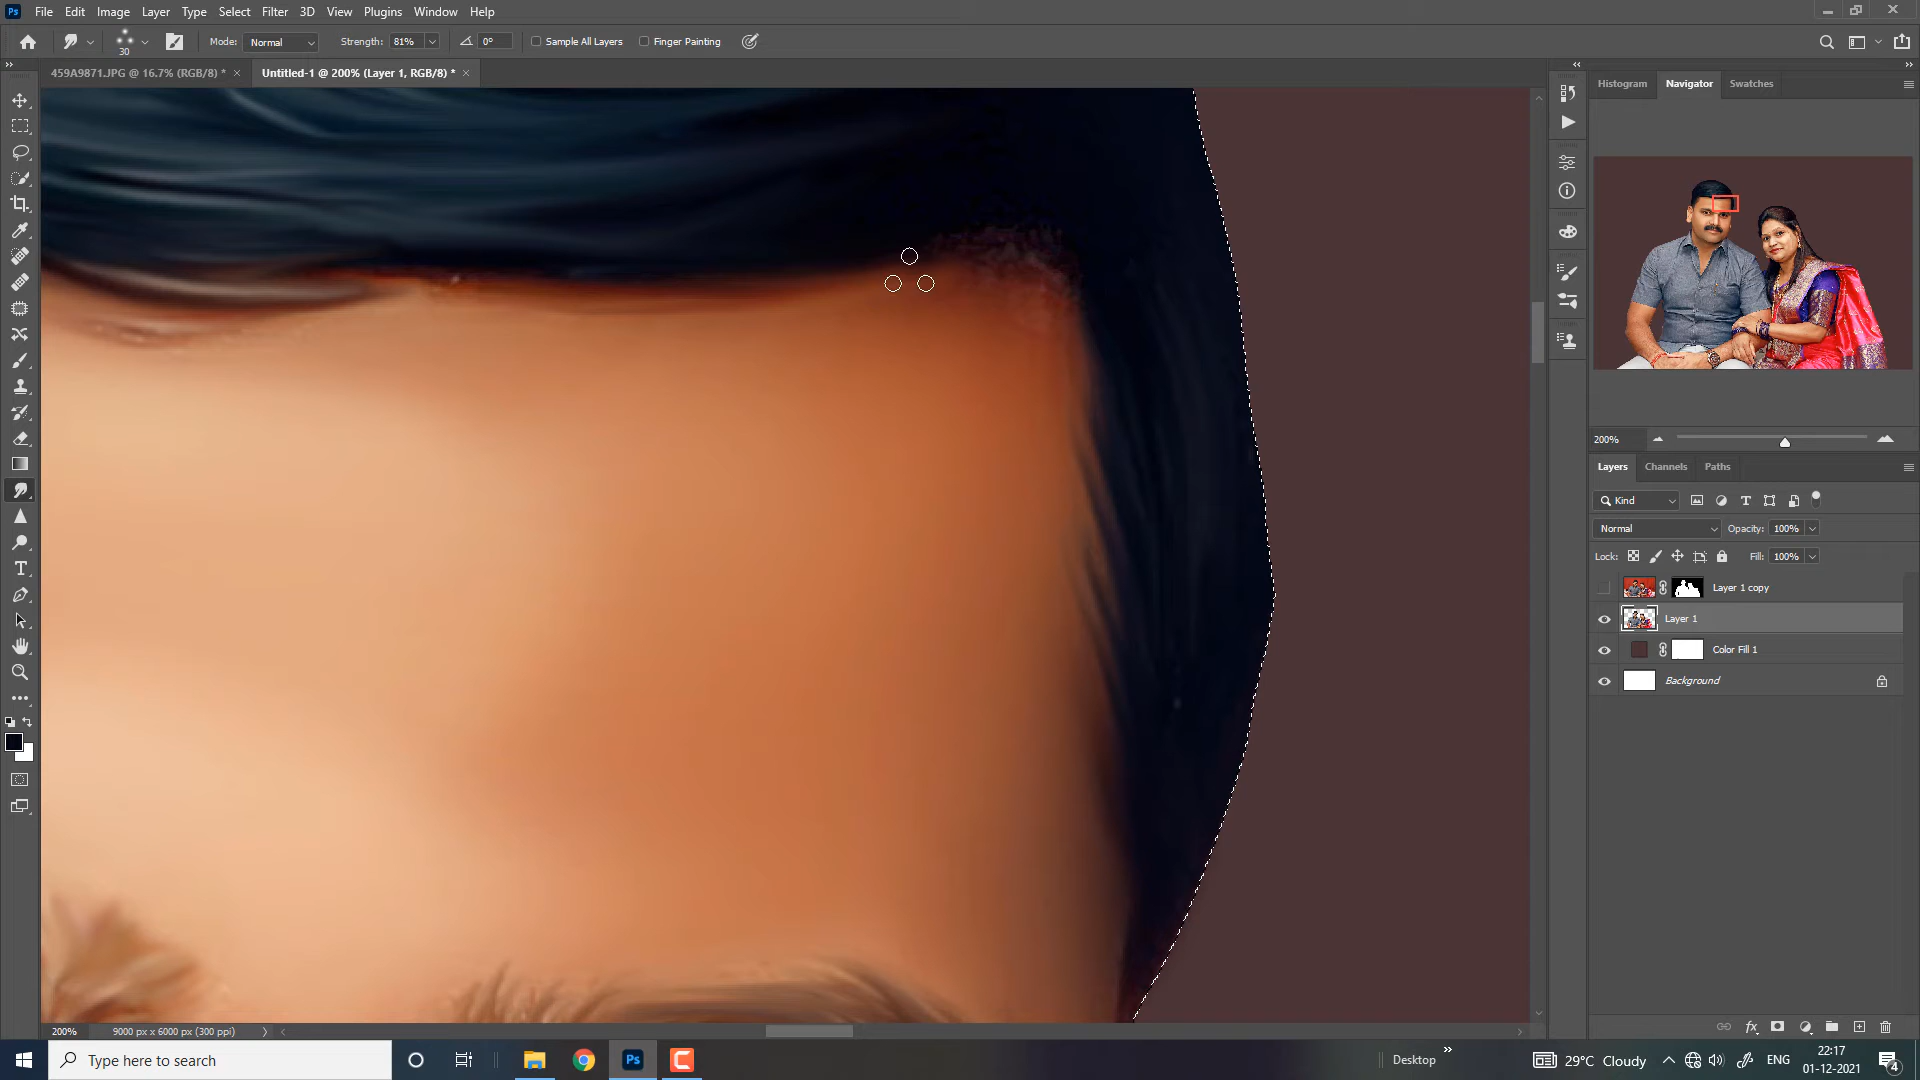 Ps File Edit Image Layer Type Select Filter 3D View Plugins Window Help
30 Mode: Normal Strength: 81% 0° Sample All Layers Finger Painting
459A9871.JPG @ 16.7% (RGB/8) * × Untitled-1 @ 200% (Layer 1, RGB/8) * ×
Histogram Navigator Swatches
200%
Layers Channels Paths
Kind
Normal Opacity: 100%
Lock: Fill: 100%
Layer 1 copy
Layer 1
Color Fill 1
Background
200% 9000 px x 6000 px (300 ppi)
Type here to search
Ps
Desktop
29°C Cloudy
ENG
22:17
01-12-2021
4